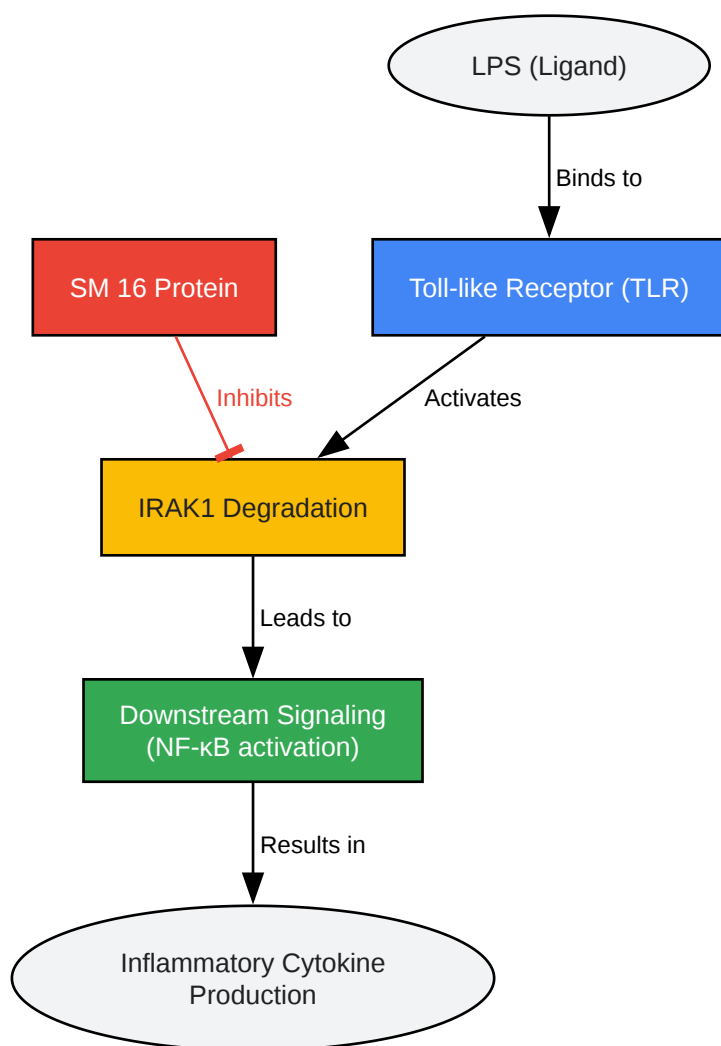 LPS (Ligand)
Binds to
SM 16 Protein
Toll-like Receptor (TLR)
Inhibits
Activates
IRAK1 Degradation
Leads to
Downstream Signaling
(NF-κB activation)
Results in
Inflammatory Cytokine
Production